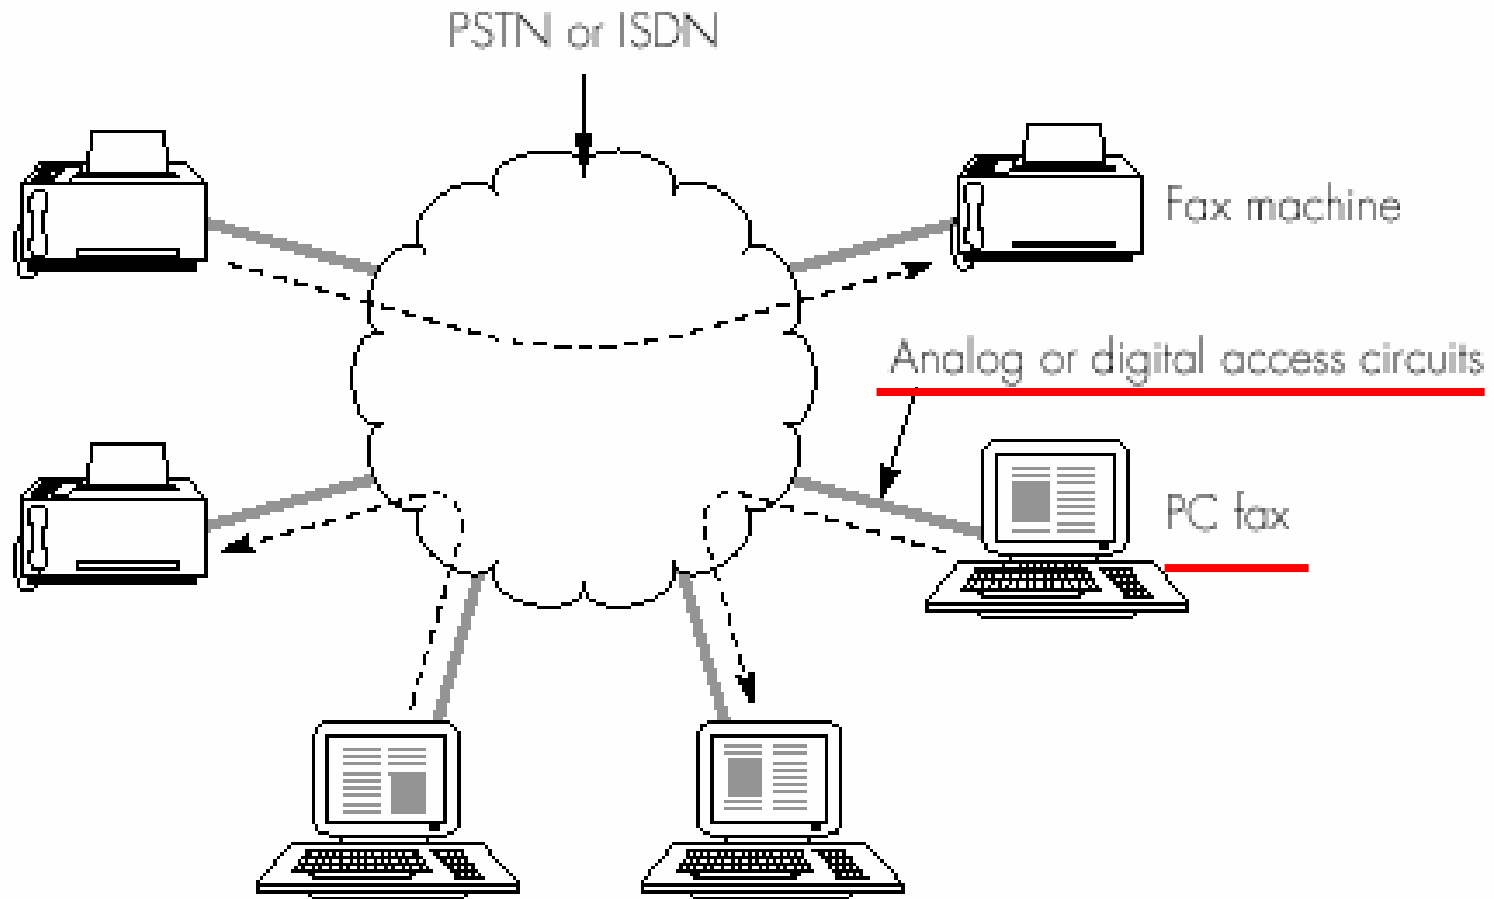 PSTN or ISDN
Fax machine
Analog or digital access circuits
PC fax